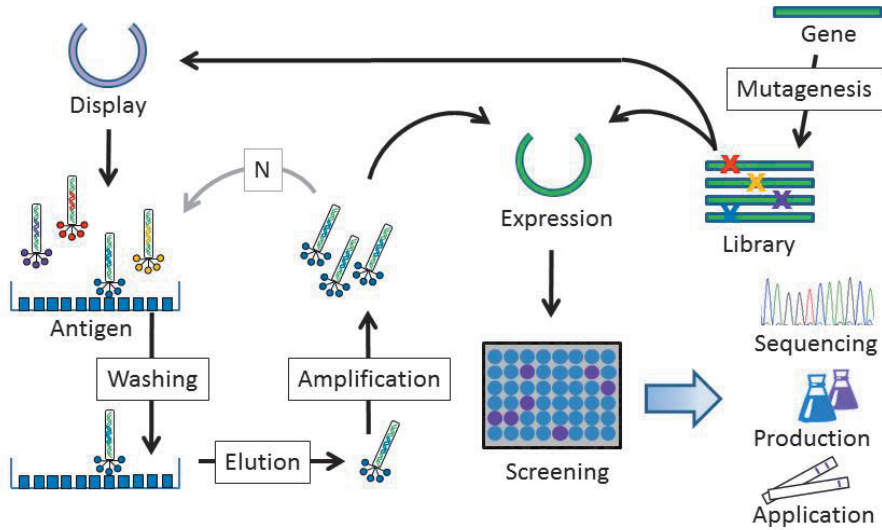 Gene
Mutagenesis
Library
Display
N
Expression
Antigen
Washing
Elution
Amplification
Screening
Sequencing
Production
Application